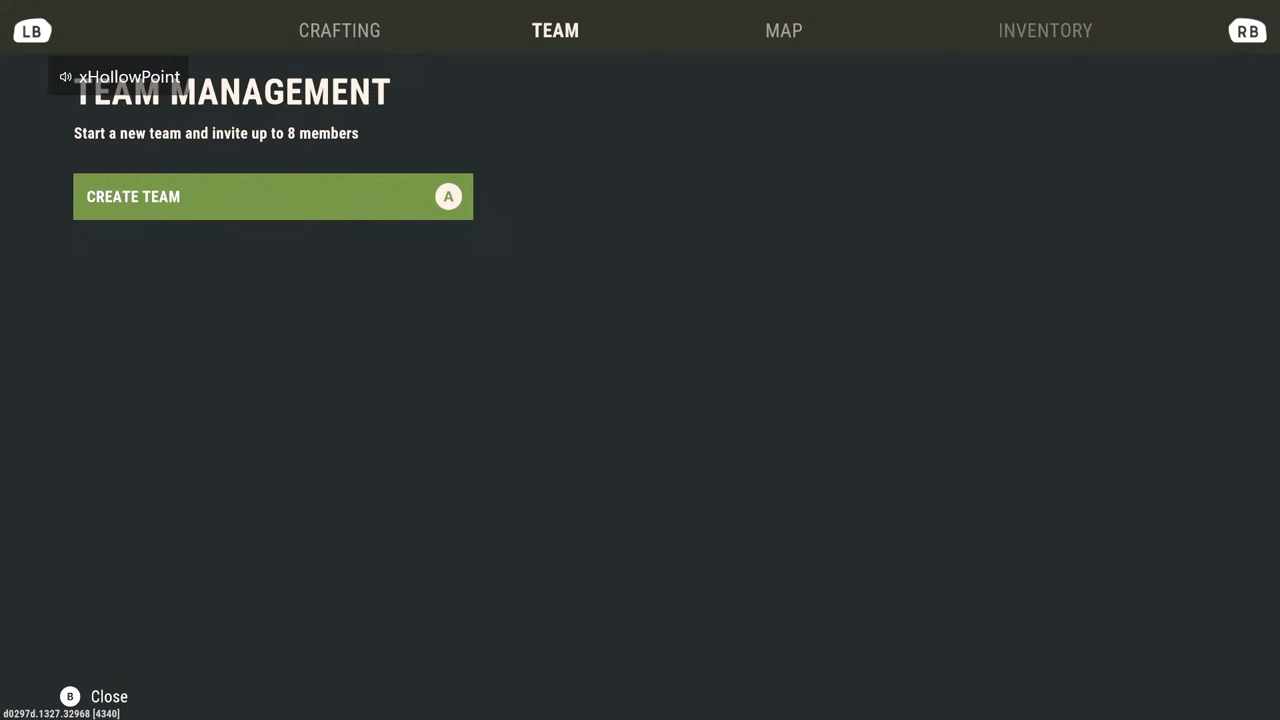 LB CRAFTING TEAM MAP INVENTORY RB
xHollowPoint
TEAM MANAGEMENT
Start a new team and invite up to 8 members
CREATE TEAM A
B Close
d0297d.1327.32968 [4340]